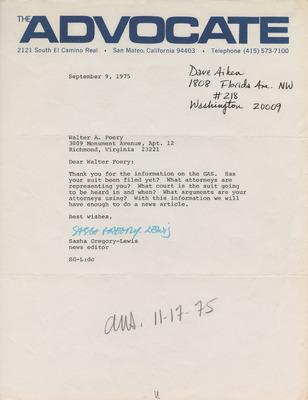 THE ADVOCATE
2121 South El Camino Real • San Mateo, California 94403 • Telephone (415) 573-7100
September 9, 1975
Dave Aiken
1808 Florida Ave. NW
#218
Washington 20009
Walter A. Foery
3009 Monument Avenue, Apt. 12
Richmond, Virginia 23221
Dear Walter Foery:
Thank you for the information on the GAS. Has
your suit been filed yet? What attorneys are
representing you? What court is the suit going
to be heard in and when? What arguments are your
attorneys using? With this information we will
have enough to do a news article.
Best wishes,
SASHA GREGORY-LEWIS
Sasha Gregory-Lewis
news editor
SG-L:dc
ans. 11-17-75